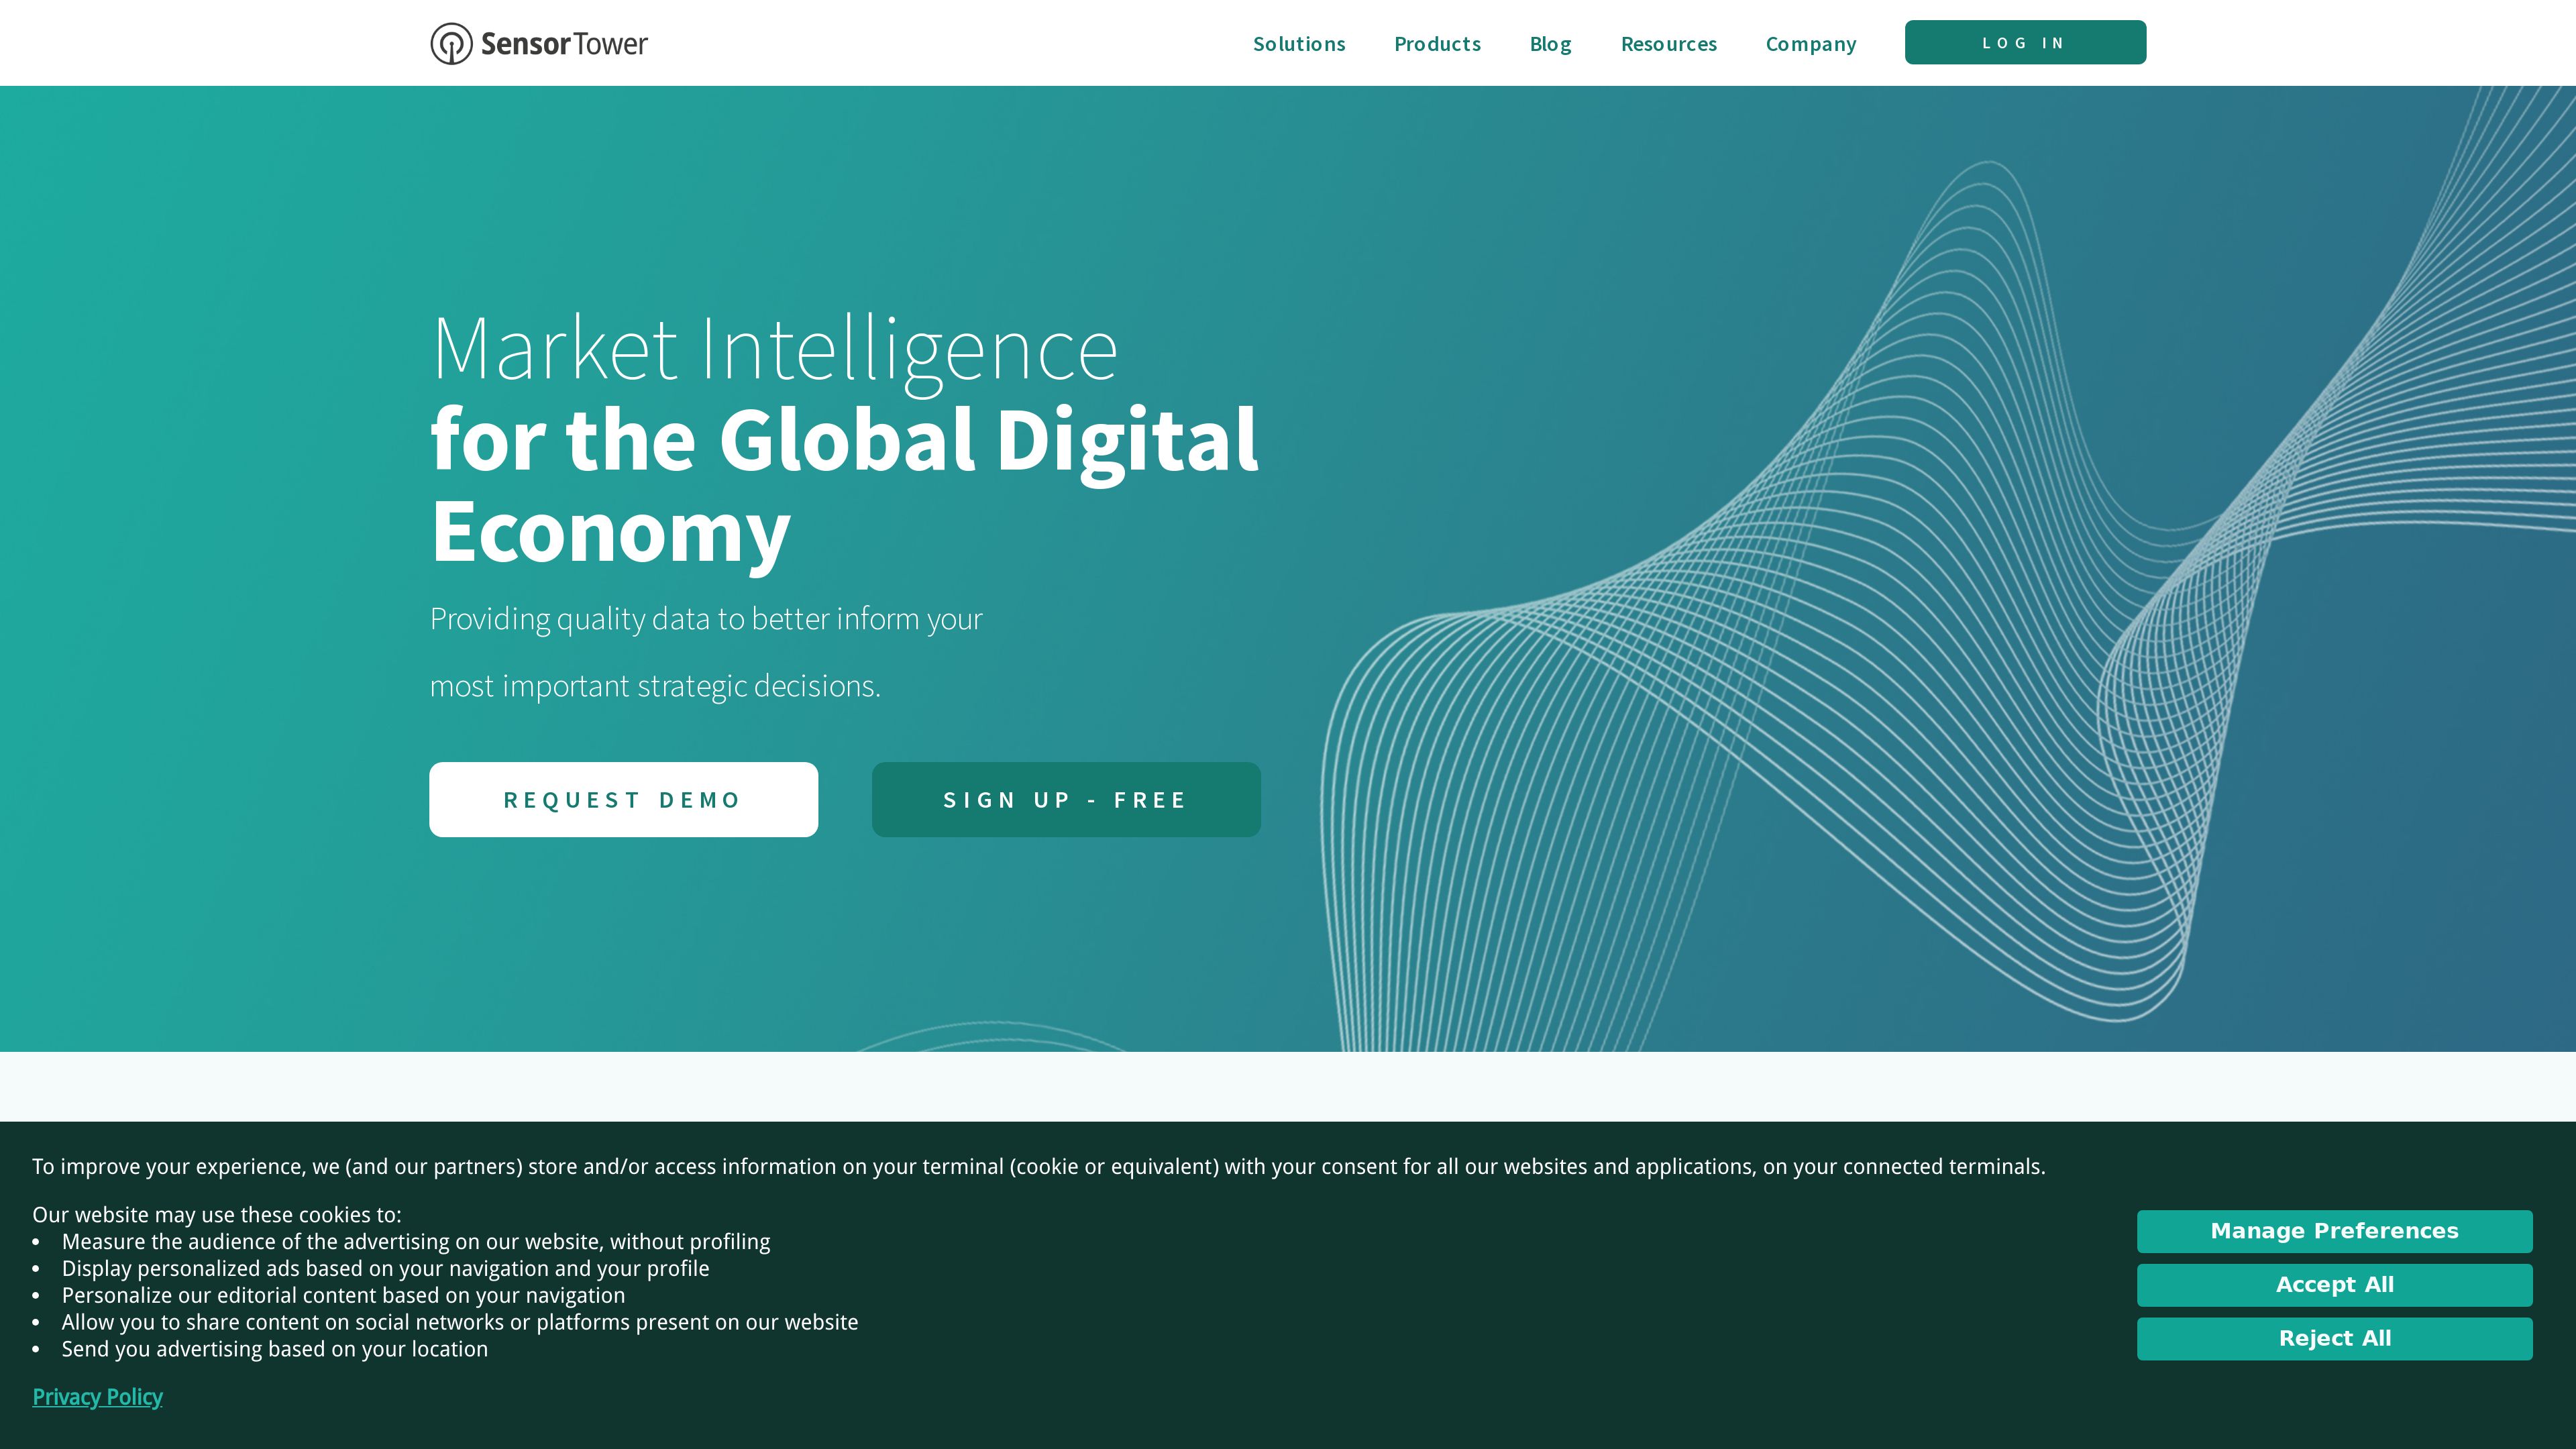 SensorTower
Solutions
Products
Blog
Resources
Company
LOG IN
Market Intelligence
for the Global Digital
Economy
Providing quality data to better inform your
most important strategic decisions.
REQUEST DEMO
SIGN UP - FREE
To improve your experience, we (and our partners) store and/or access information on your terminal (cookie or equivalent) with your consent for all our websites and applications, on your connected terminals.
Our website may use these cookies to:
• Measure the audience of the advertising on our website, without profiling
• Display personalized ads based on your navigation and your profile
• Personalize our editorial content based on your navigation
• Allow you to share content on social networks or platforms present on our website
• Send you advertising based on your location
Privacy Policy
Manage Preferences
Accept All
Reject All